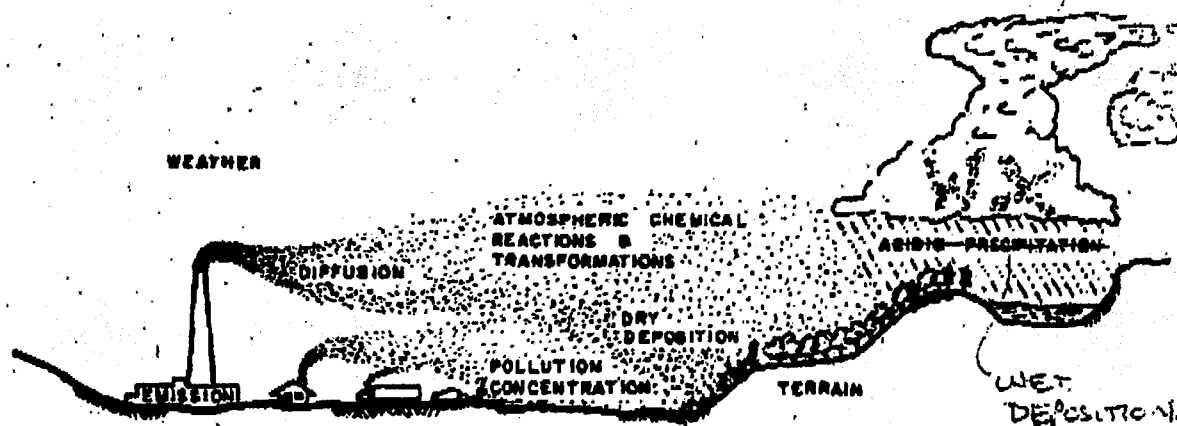 WEATHER
ATMOSPHERIC CHEMICAL
REACTIONS &
TRANSFORMATIONS
ACIDIC PRECIPITATION
DIFFUSION
DRY
DEPOSITION
POLLUTION
CONCENTRATION
EMISSION
TERRAIN
WET
DEPOSITION